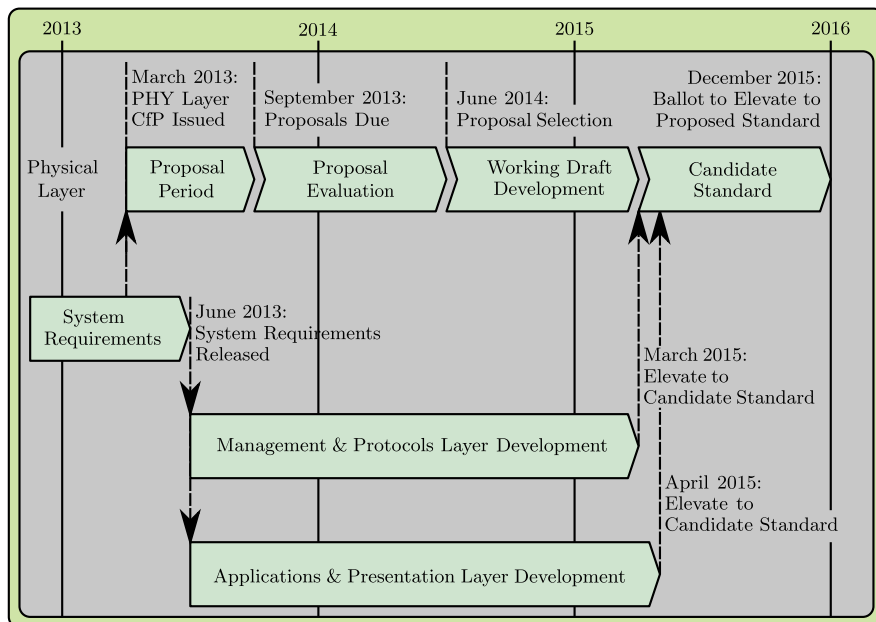 2013 2014 2015 2016
March 2013:
PHY Layer
CfP Issued
September 2013:
Proposals Due
June 2014:
Proposal Selection
December 2015:
Ballot to Elevate to
Proposed Standard
Physical
Layer
Proposal
Period
Proposal
Evaluation
Working Draft
Development
Candidate
Standard
System
Requirements
June 2013:
System Requirements
Released
March 2015:
Elevate to
Candidate Standard
Management & Protocols Layer Development
April 2015:
Elevate to
Candidate Standard
Applications & Presentation Layer Development